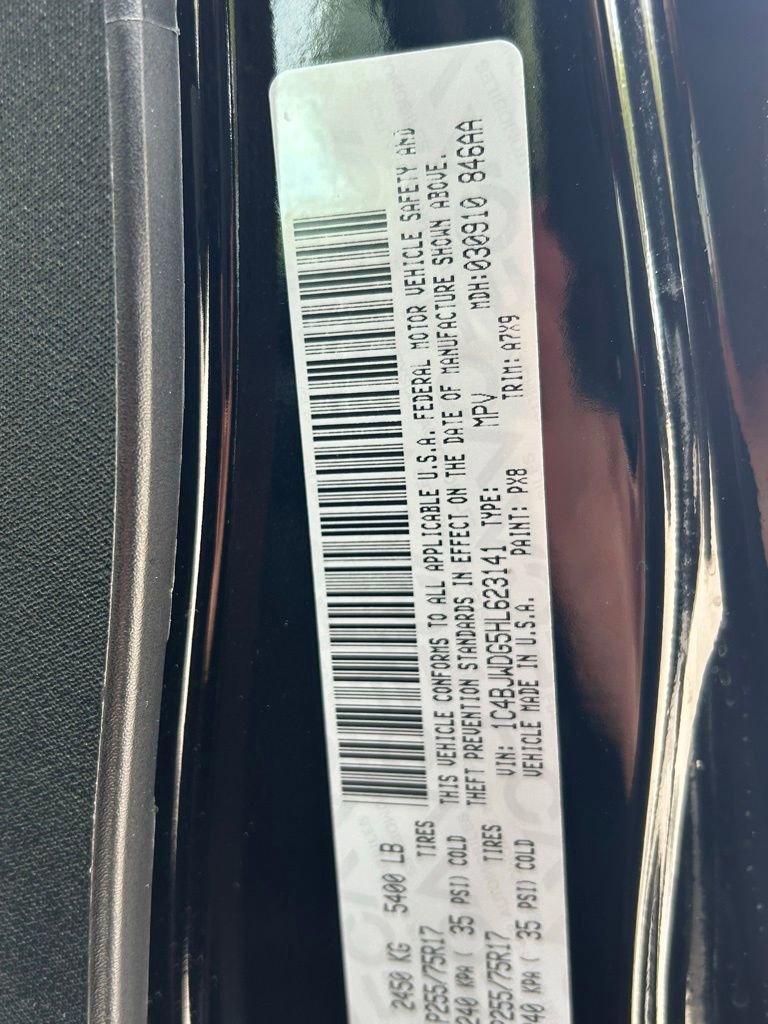 2450 KG 5400 LB
P255/75R17 TIRES
240 KPA ( 35 PSI) COLD
P255/75R17 TIRES
40 KPA ( 35 PSI) COLD
THIS VEHICLE CONFORMS TO ALL APPLICABLE U.S.A. FEDERAL MOTOR VEHICLE SAFETY AND
THEFT PREVENTION STANDARDS IN EFFECT ON THE DATE OF MANUFACTURE SHOWN ABOVE.
VIN: 1C4BJWDG5HL623141 TYPE: MPV MDH:030910 846AA
VEHICLE MADE IN U.S.A. PAINT: PX8 TRIM: A7X9